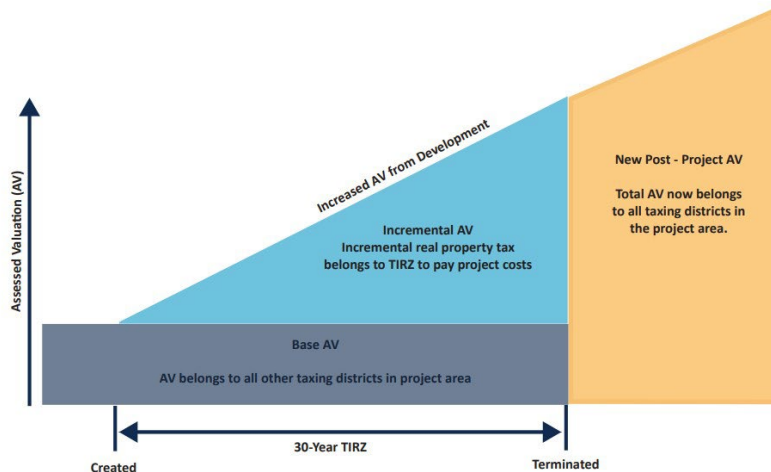 Assessed Valuation (AV)
Increased AV from Development
Incremental AV
Incremental real property tax
belongs to TIRZ to pay project costs
New Post - Project AV
Total AV now belongs
to all taxing districts in
the project area.
Base AV
AV belongs to all other taxing districts in project area
30-Year TIRZ
Created
Terminated